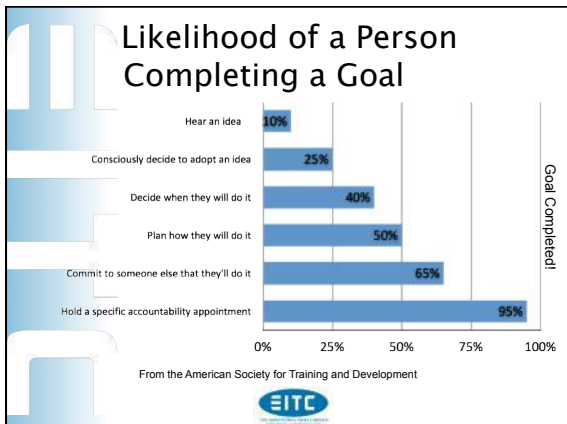 Likelihood of a Person
Completing a Goal
Hear an idea 10%
Consciously decide to adopt an idea 25%
Decide when they will do it 40%
Plan how they will do it 50%
Commit to someone else that they'll do it 65%
Hold a specific accountability appointment 95%
Goal Completed!
0% 25% 50% 75% 100%
From the American Society for Training and Development
EITC